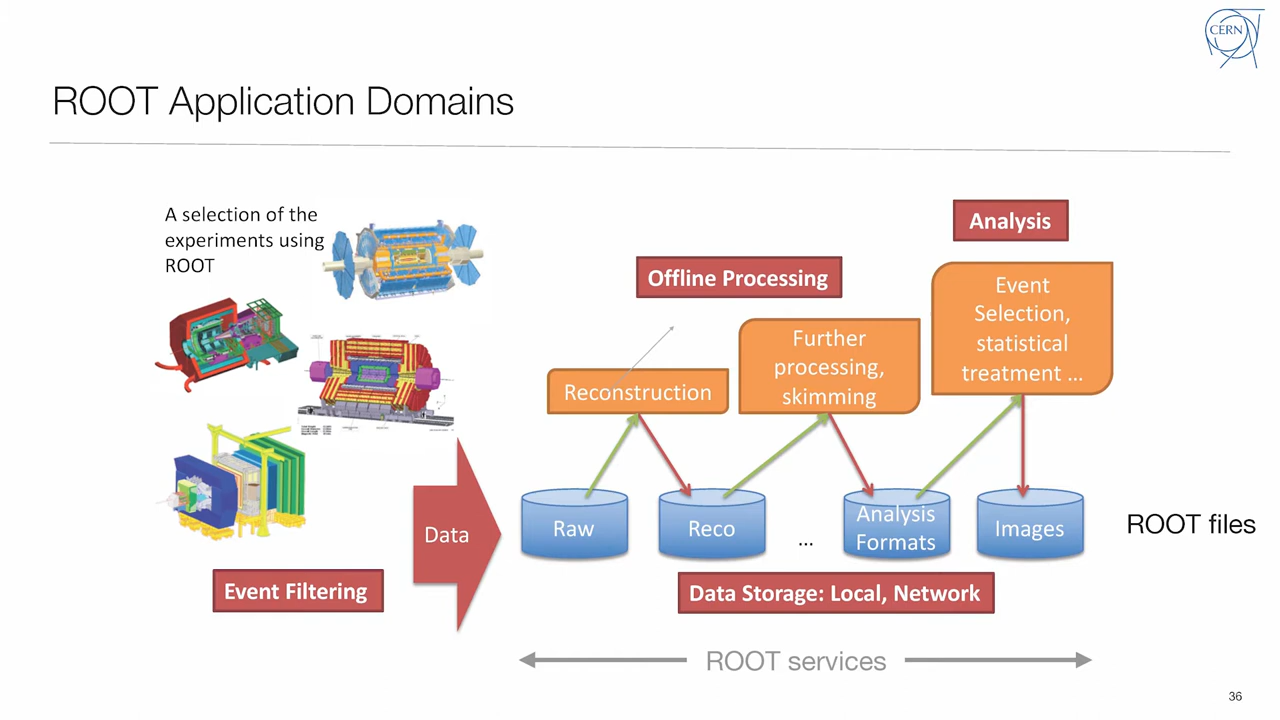 CERN
ROOT Application Domains
A selection of the
experiments using
ROOT
Analysis
Offline Processing
Event
Selection,
statistical
treatment ...
Further
processing,
skimming
Reconstruction
Data
Raw
Reco
...
Analysis
Formats
Images
ROOT files
Event Filtering
Data Storage: Local, Network
ROOT services
36